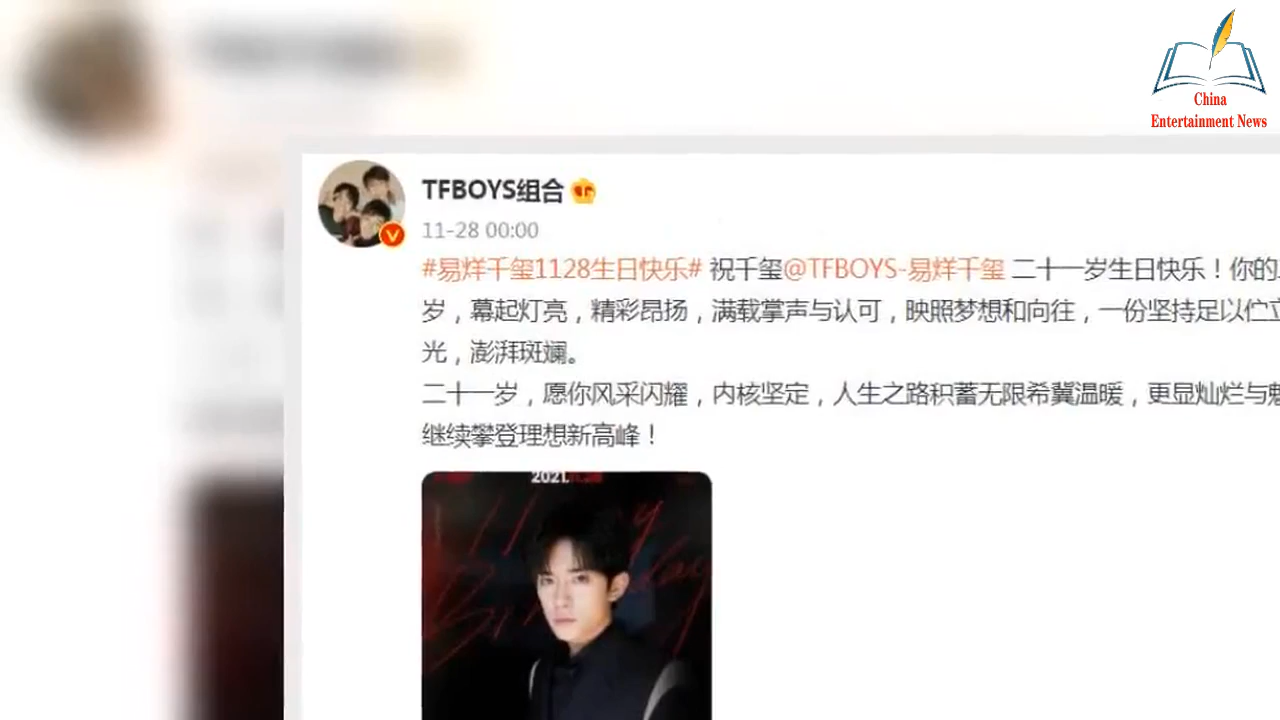 China
Entertainment News
TFBOYS组合
11-28 00:00
#易烊千玺1128生日快乐# 祝千玺@TFBOYS-易烊千玺 二十一岁生日快乐！你的
岁，幕起灯亮，精彩昂扬，满载掌声与认可，映照梦想和向往，一份坚持足以伫立
光，澎湃斑斓。
二十一岁，愿你风采闪耀，内核坚定，人生之路积蓄无限希冀温暖，更显灿烂与魅
继续攀登理想新高峰！
2021.11.28
Happy
Birthday